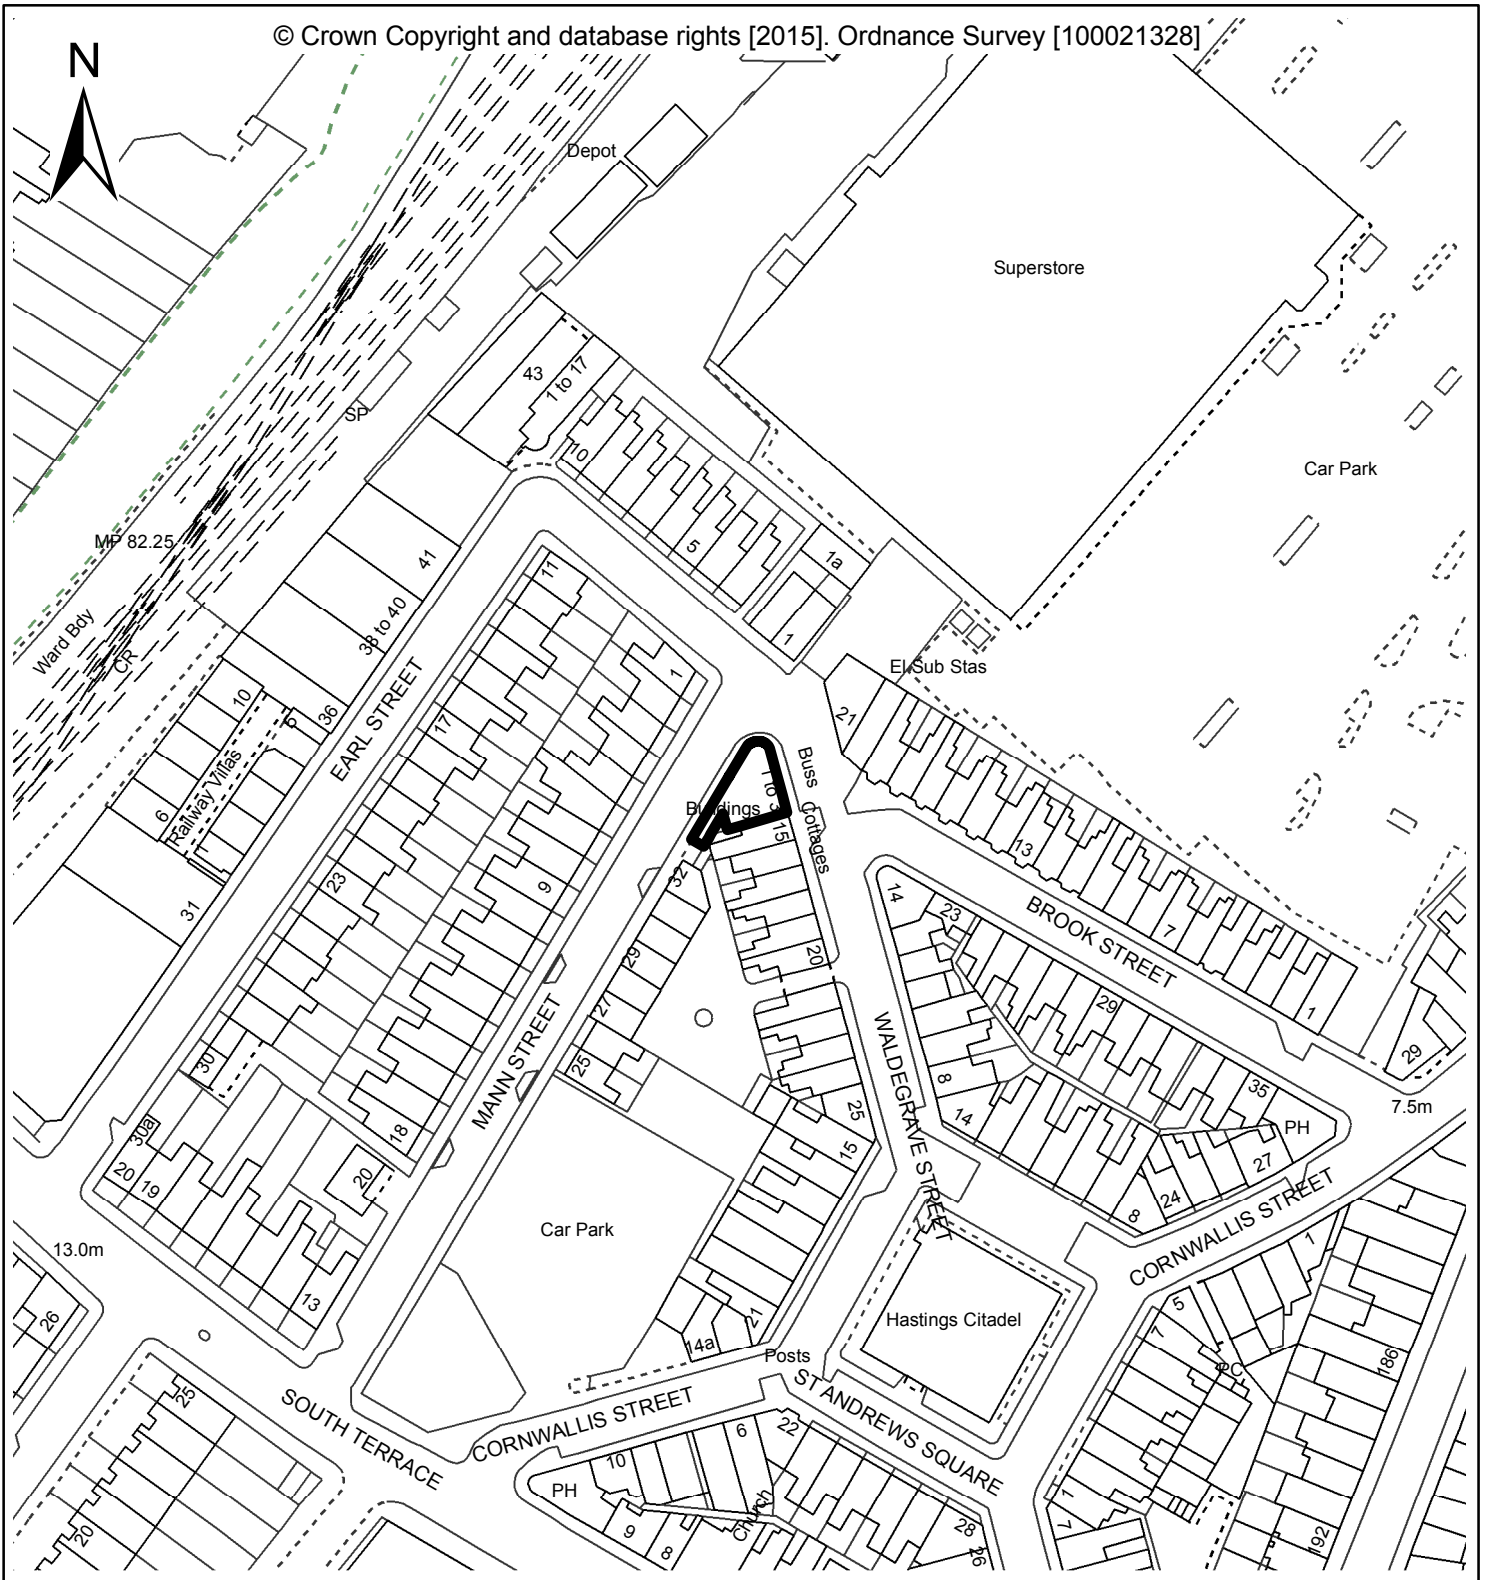 © Crown Copyright and database rights [2015]. Ordnance Survey [100021328]
N
Depot
Superstore
43
1 to 17
SP
10
Car Park
MP 82.25
41
5
1a
11
38 to 40
Ward Bdy
CR
1
1
El Sub Stas
10
5
36
EARL STREET
17
21
Railway Villas
6
Buss Cottages
1 to 3
Buildings
15
13
23
9
32
14
23
BROOK STREET
7
31
29
20
27
29
1
MANN STREET
WALDEGRAVE STREET
30
25
8
29
35
7.5m
25
14
PH
30a
18
15
27
20
19
20
24
8
CORNWALLIS STREET
Car Park
13.0m
1
13
Hastings Citadel
5
26
21
7
14a
Posts
PC
186
25
SOUTH TERRACE
CORNWALLIS STREET
ST ANDREWS SQUARE
22
6
10
PH
1
20
9
8
Church
28
26
7
192